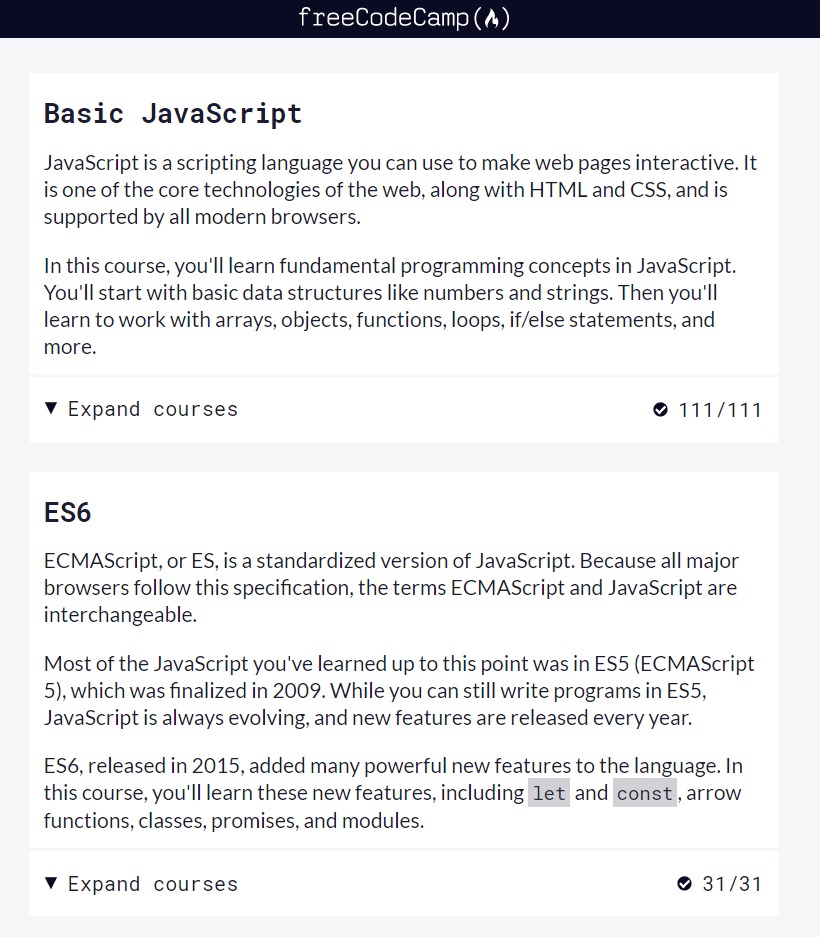 freeCodeCamp(🔥)
Basic JavaScript
JavaScript is a scripting language you can use to make web pages interactive. It
is one of the core technologies of the web, along with HTML and CSS, and is
supported by all modern browsers.
In this course, you'll learn fundamental programming concepts in JavaScript.
You'll start with basic data structures like numbers and strings. Then you'll
learn to work with arrays, objects, functions, loops, if/else statements, and
more.
▼ Expand courses 111/111
ES6
ECMAScript, or ES, is a standardized version of JavaScript. Because all major
browsers follow this specification, the terms ECMAScript and JavaScript are
interchangeable.
Most of the JavaScript you've learned up to this point was in ES5 (ECMAScript
5), which was finalized in 2009. While you can still write programs in ES5,
JavaScript is always evolving, and new features are released every year.
ES6, released in 2015, added many powerful new features to the language. In
this course, you'll learn these new features, including let and const, arrow
functions, classes, promises, and modules.
▼ Expand courses 31/31